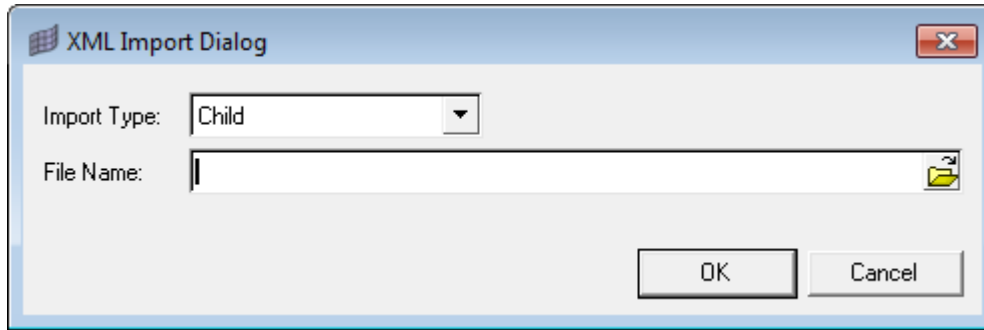 XML Import Dialog
Import Type: Child
File Name:
OK Cancel